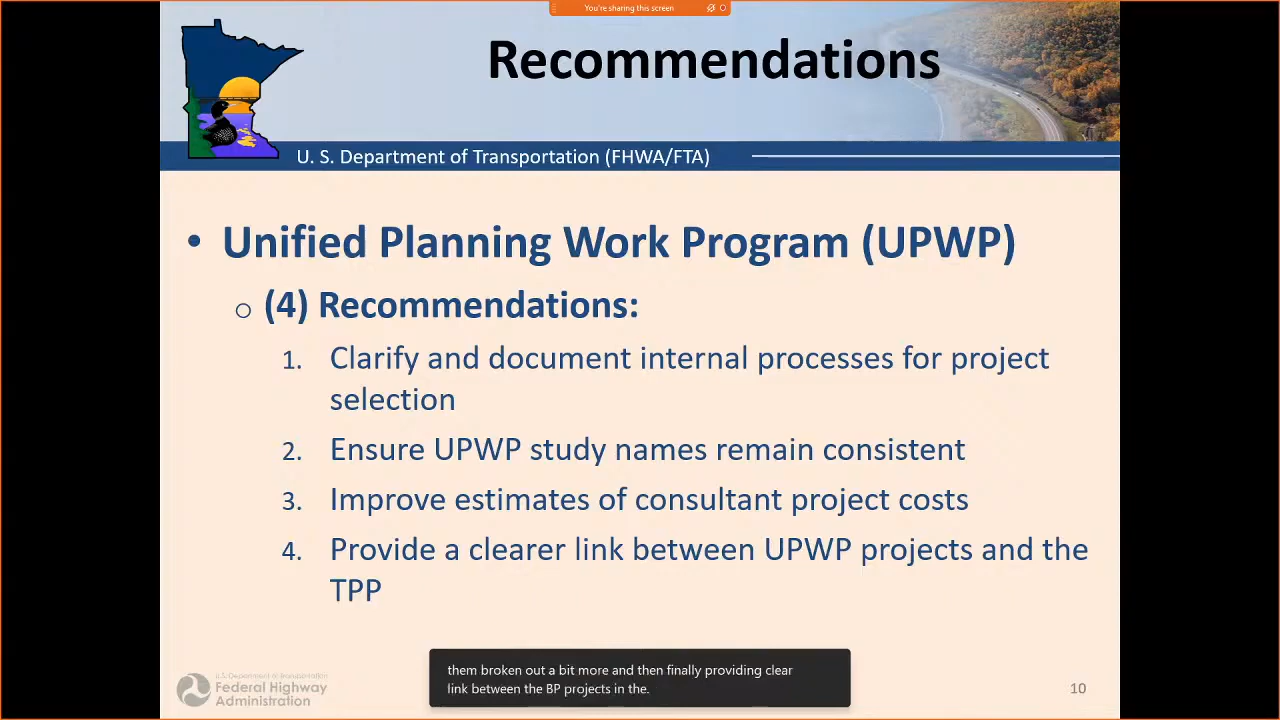 You're sharing this screen
Recommendations
U. S. Department of Transportation (FHWA/FTA)
• Unified Planning Work Program (UPWP)
o (4) Recommendations:
1. Clarify and document internal processes for project
selection
2. Ensure UPWP study names remain consistent
3. Improve estimates of consultant project costs
4. Provide a clearer link between UPWP projects and the
TPP
them broken out a bit more and then finally providing clear
link between the BP projects in the.
U.S. Department of Transportation
Federal Highway
Administration
10